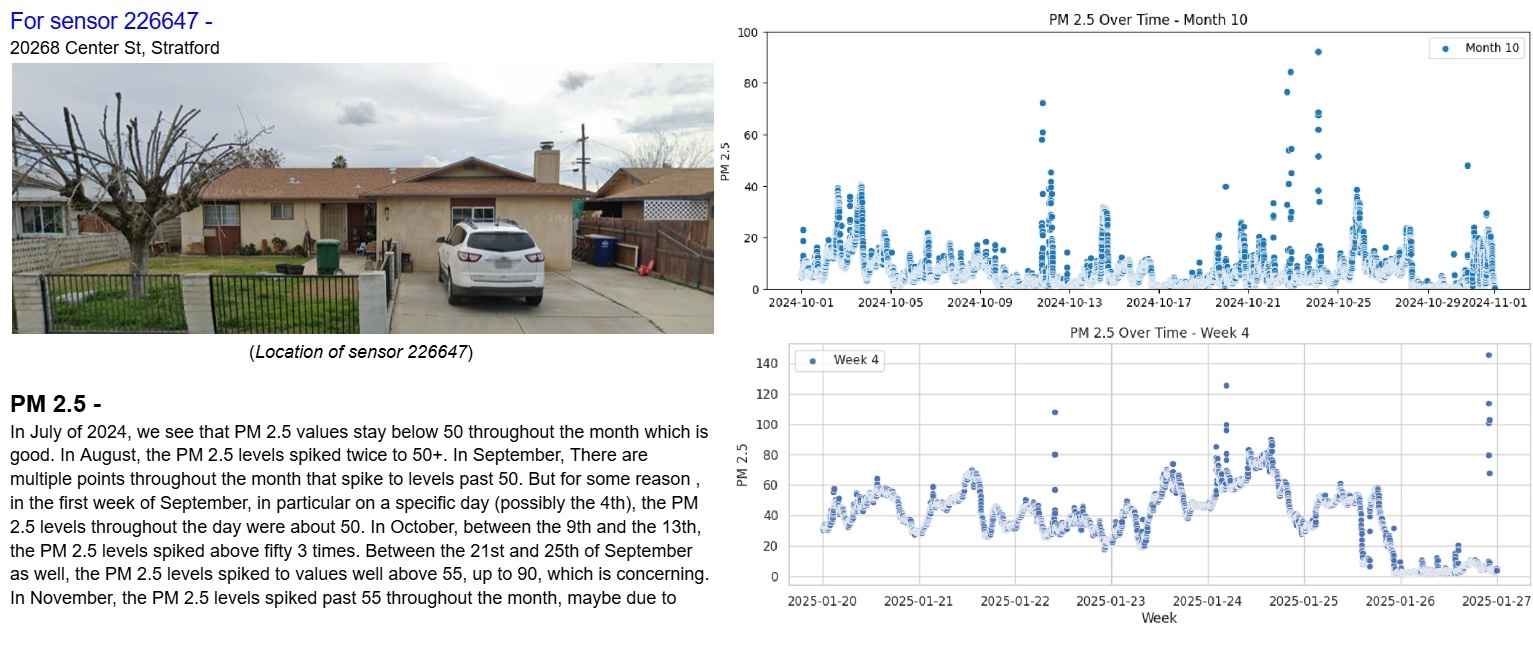 For sensor 226647 -
20268 Center St, Stratford
(Location of sensor 226647)
PM 2.5 -
In July of 2024, we see that PM 2.5 values stay below 50 throughout the month which is
good. In August, the PM 2.5 levels spiked twice to 50+. In September, There are
multiple points throughout the month that spike to levels past 50. But for some reason ,
in the first week of September, in particular on a specific day (possibly the 4th), the PM
2.5 levels throughout the day were about 50. In October, between the 9th and the 13th,
the PM 2.5 levels spiked above fifty 3 times. Between the 21st and 25th of September
as well, the PM 2.5 levels spiked to values well above 55, up to 90, which is concerning.
In November, the PM 2.5 levels spiked past 55 throughout the month, maybe due to
PM 2.5 Over Time - Month 10
Month 10
PM 2.5
100
80
60
40
20
0
2024-10-01 2024-10-05 2024-10-09 2024-10-13 2024-10-17 2024-10-21 2024-10-25 2024-10-29 2024-11-01
PM 2.5 Over Time - Week 4
Week 4
PM 2.5
140
120
100
80
60
40
20
0
2025-01-20 2025-01-21 2025-01-22 2025-01-23 2025-01-24 2025-01-25 2025-01-26 2025-01-27
Week